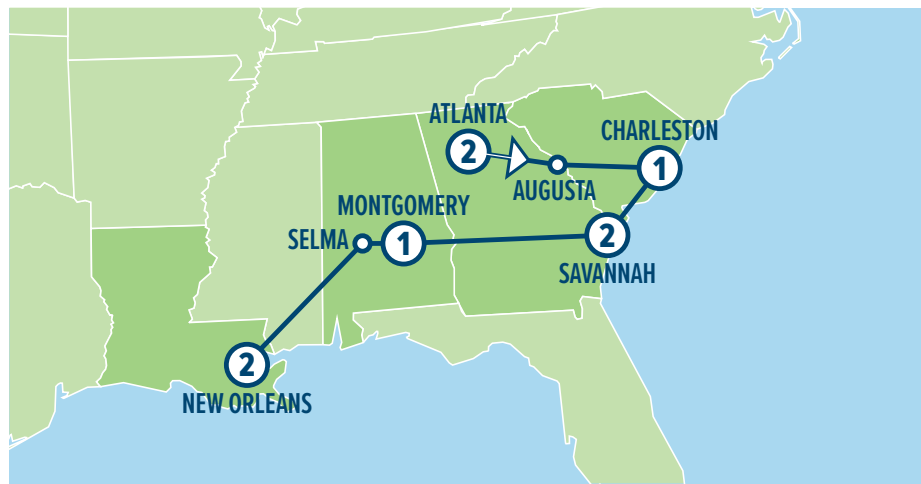 ATLANTA
2
AUGUSTA
CHARLESTON
1
2
SAVANNAH
MONTGOMERY
1
SELMA
2
NEW ORLEANS